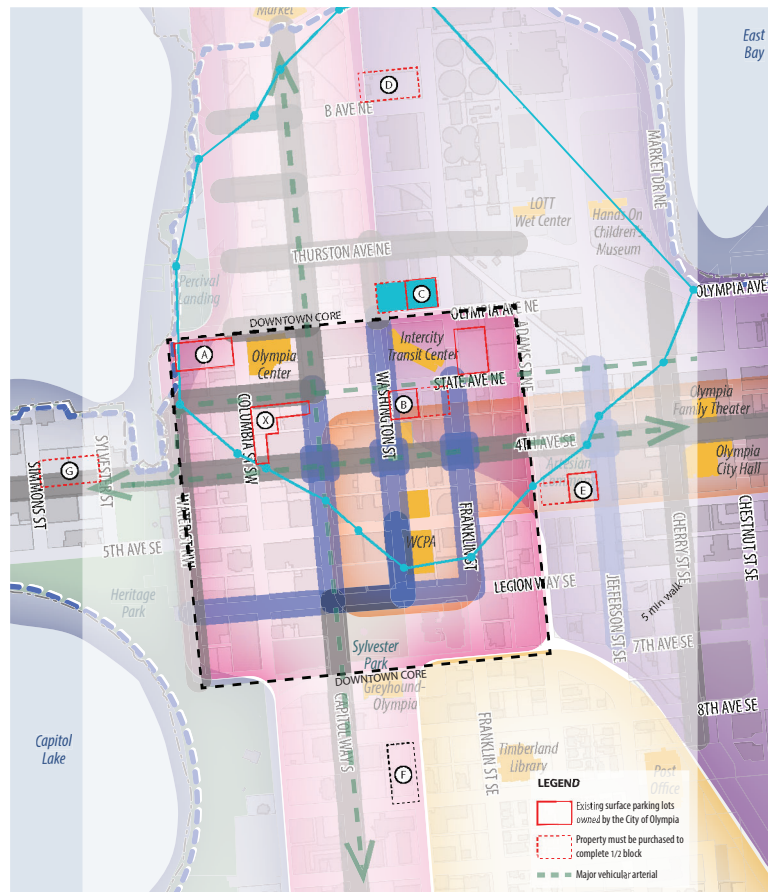 Market
East
Bay
D
B AVE NE
MARKET DR NE
LOTT
Wet Center
Hands On
Children's
Museum
THURSTON AVE NE
Percival
Landing
C
OLYMPIA AVE
OLYMPIA AVE NE
DOWNTOWN CORE
A
Olympia
Center
Intercity
Transit Center
ADAMS ST NE
STATE AVE NE
WASHINGTON ST
B
X
COLUMBIA ST SW
Olympia
Family Theater
4TH AVE SE
Olympia
City Hall
G
SYLVESTER ST
SIMMONS ST
Artesian
E
WATER ST SW
5TH AVE SE
WCPA
FRANKLIN ST
CHERRY ST SE
CHESTNUT ST SE
LEGION WAY SE
Heritage
Park
JEFFERSON ST SE
5 min walk
7TH AVE SE
Sylvester
Park
DOWNTOWN CORE
Greyhound-
Olympia
8TH AVE SE
CAPITOL WAY S
FRANKLIN ST SE
Capitol
Lake
Timberland
Library
Post
Office
F
LEGEND
Existing surface parking lots
owned by the City of Olympia
Property must be purchased to
complete 1/2 block
Major vehicular arterial